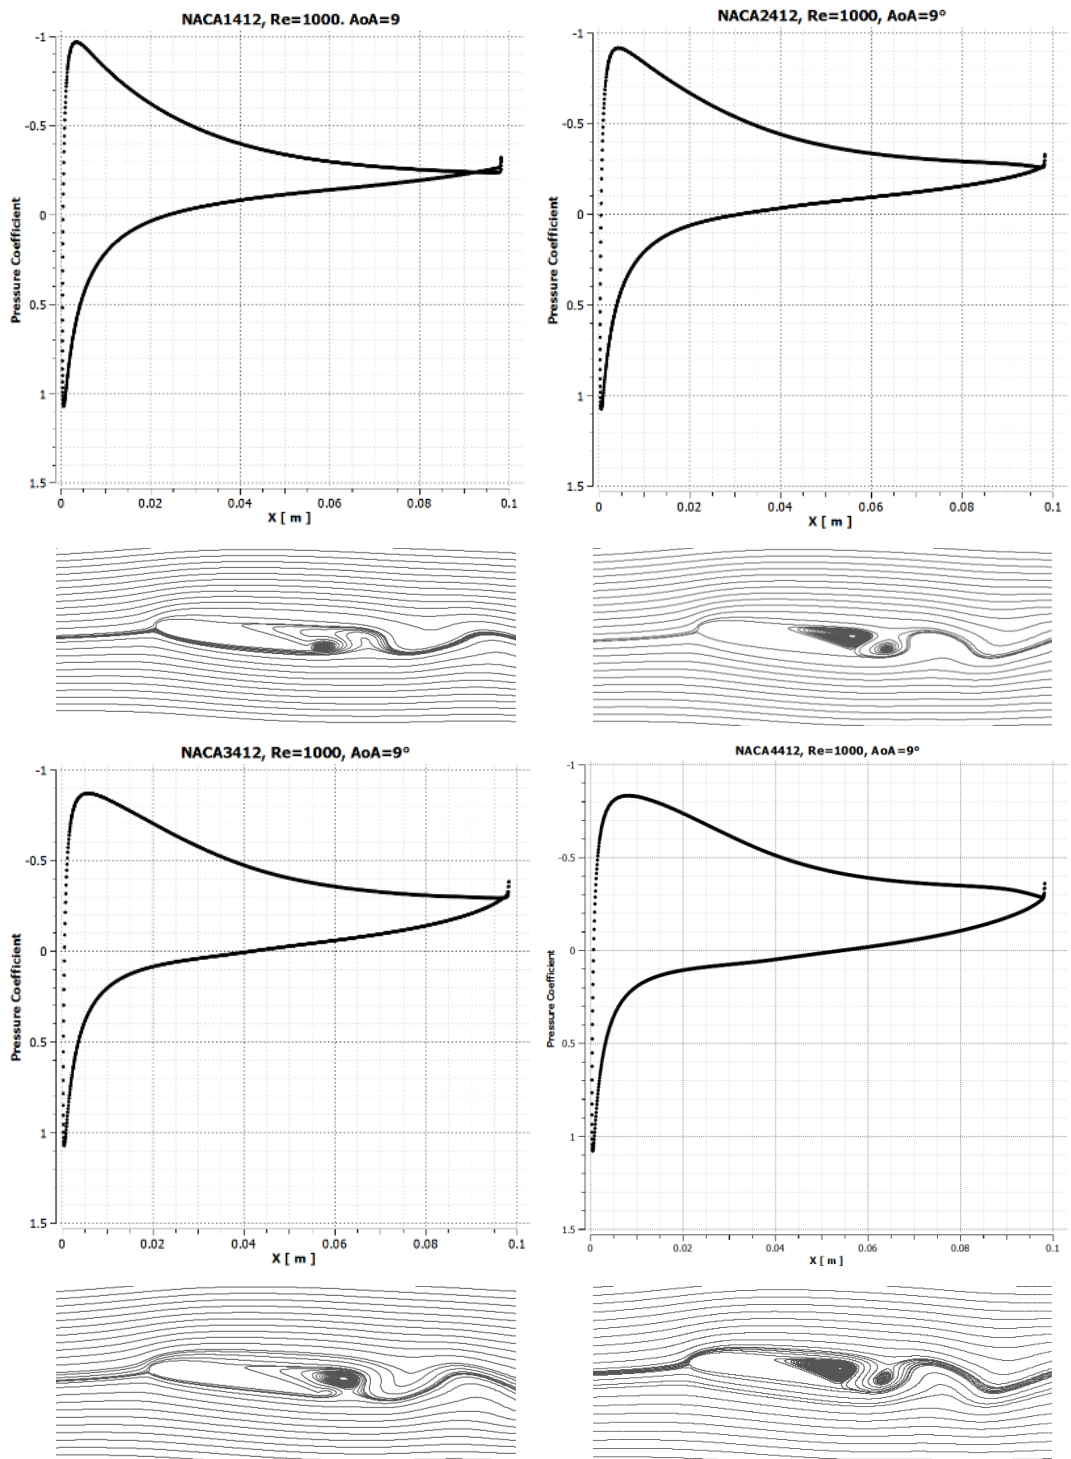 NACA1412, Re=1000. AoA=9
-1
-0.5
0
0.5
1
1.5
Pressure Coefficient
0 0.02 0.04 0.06 0.08 0.1
X [ m ]
NACA2412, Re=1000, AoA=9°
-1
-0.5
0
0.5
1
1.5
Pressure Coefficient
0 0.02 0.04 0.06 0.08 0.1
X [ m ]
NACA3412, Re=1000, AoA=9°
-1
-0.5
0
0.5
1
1.5
Pressure Coefficient
0 0.02 0.04 0.06 0.08 0.1
X [ m ]
NACA4412, Re=1000, AoA=9°
-1
-0.5
0
0.5
1
1.5
Pressure Coefficient
0 0.02 0.04 0.06 0.08 0.1
X [ m ]